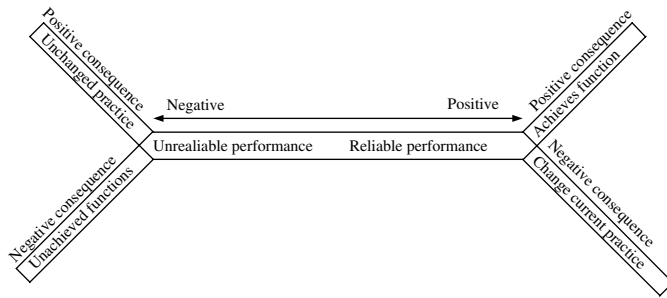 Positive consequence
Unchanged practice
Negative consequence
Unachieved functions
Negative
Positive
Unrealiable performance
Reliable performance
Positive consequence
Achieves function
Negative consequence
Change current practice